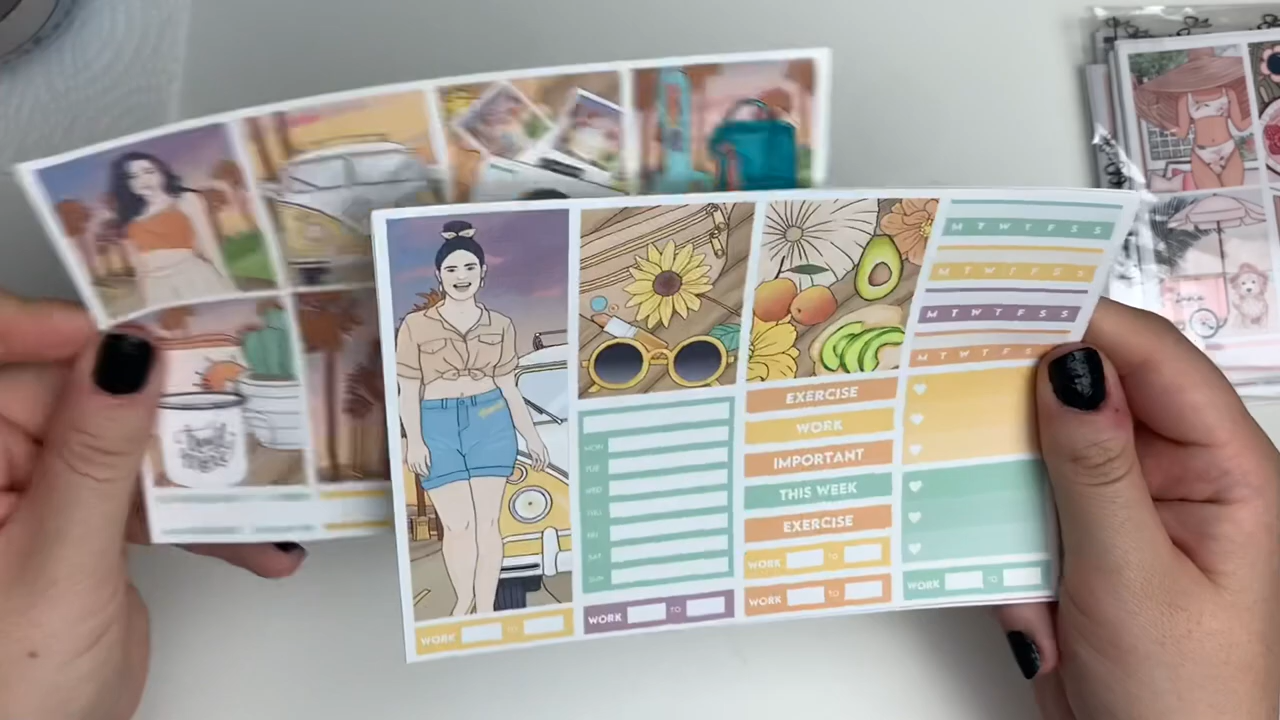 M T W T F S S
M T W T F S S
M T W T F S S
M T W T F S S
EXERCISE
WORK
IMPORTANT
THIS WEEK
EXERCISE
WORK TO
WORK TO
MON
TUE
WED
THU
FRI
SAT
SUN
WORK TO
WORK TO
WORK TO